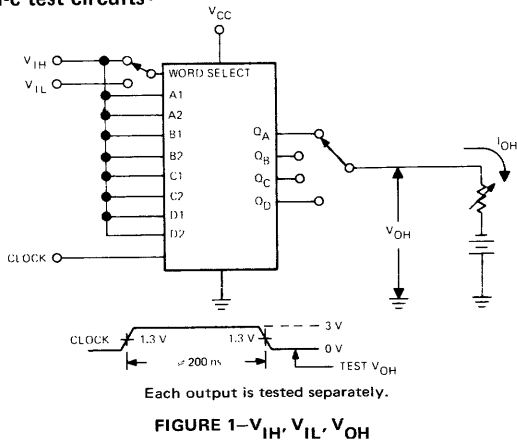 d-c test circuits
VCC
VIH
VIL
WORD SELECT
A1
A2
B1
B2
C1
C2
D1
D2
CLOCK
QA
QB
QC
QD
IOH
VOH
CLOCK
1.3 V
1.3 V
3 V
0 V
200 ns
TEST VOH
Each output is tested separately.
FIGURE 1–VIH, VIL, VOH